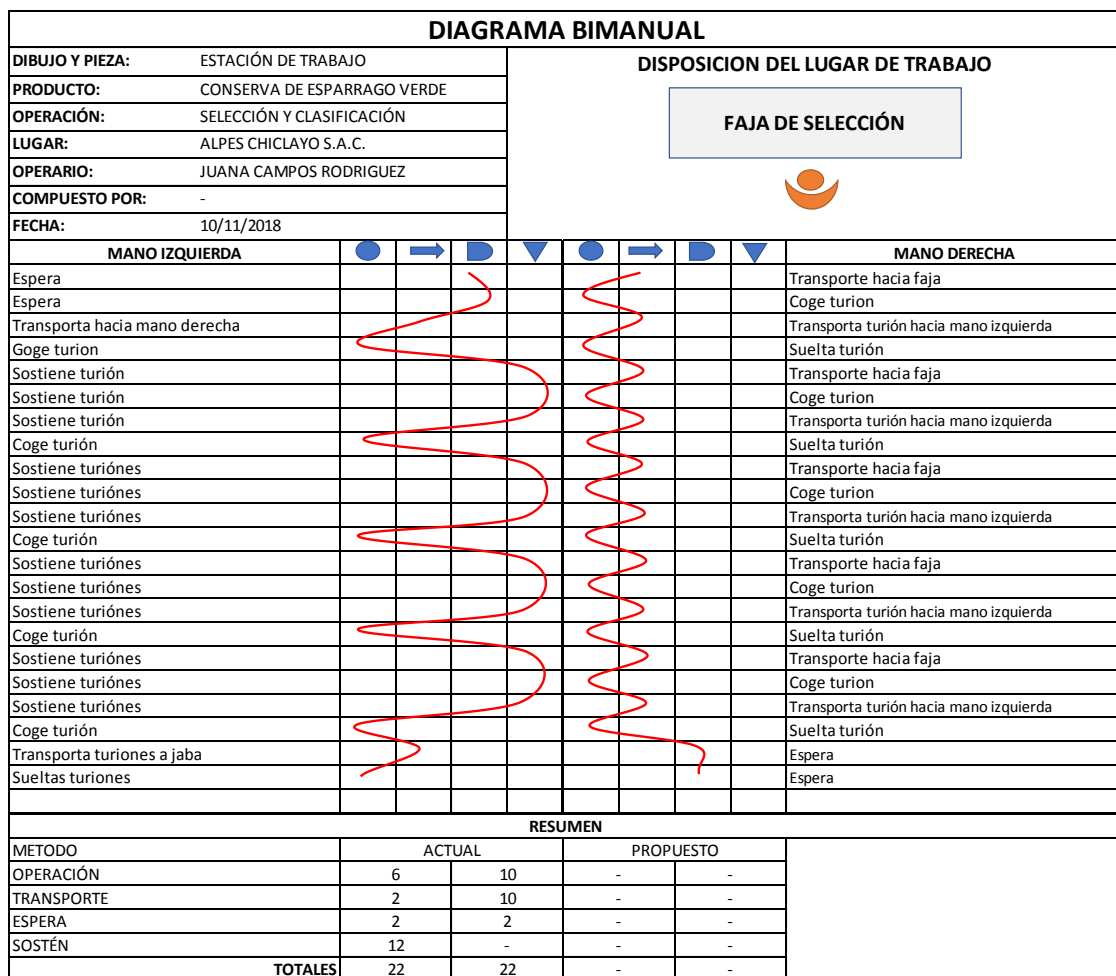 DIAGRAMA BIMANUAL
DIBUJO Y PIEZA: ESTACIÓN DE TRABAJO
PRODUCTO: CONSERVA DE ESPARRAGO VERDE
OPERACIÓN: SELECCIÓN Y CLASIFICACIÓN
LUGAR: ALPES CHICLAYO S.A.C.
OPERARIO: JUANA CAMPOS RODRIGUEZ
COMPUESTO POR: -
FECHA: 10/11/2018
DISPOSICION DEL LUGAR DE TRABAJO
FAJA DE SELECCIÓN
MANO IZQUIERDA MANO DERECHA
Espera Transporte hacia faja
Espera Coge turion
Transporta hacia mano derecha Transporta turión hacia mano izquierda
Goge turion Suelta turión
Sostiene turión Transporte hacia faja
Sostiene turión Coge turion
Sostiene turión Transporta turión hacia mano izquierda
Coge turión Suelta turión
Sostiene turiónes Transporte hacia faja
Sostiene turiónes Coge turion
Sostiene turiónes Transporta turión hacia mano izquierda
Coge turión Suelta turión
Sostiene turiónes Transporte hacia faja
Sostiene turiónes Coge turion
Sostiene turiónes Transporta turión hacia mano izquierda
Coge turión Suelta turión
Sostiene turiónes Transporte hacia faja
Sostiene turiónes Coge turion
Sostiene turiónes Transporta turión hacia mano izquierda
Coge turión Suelta turión
Transporta turiones a jaba Espera
Sueltas turiones Espera
RESUMEN
METODO ACTUAL PROPUESTO
OPERACIÓN 6 10 - -
TRANSPORTE 2 10 - -
ESPERA 2 2 - -
SOSTÉN 12 - - -
TOTALES 22 22 - -